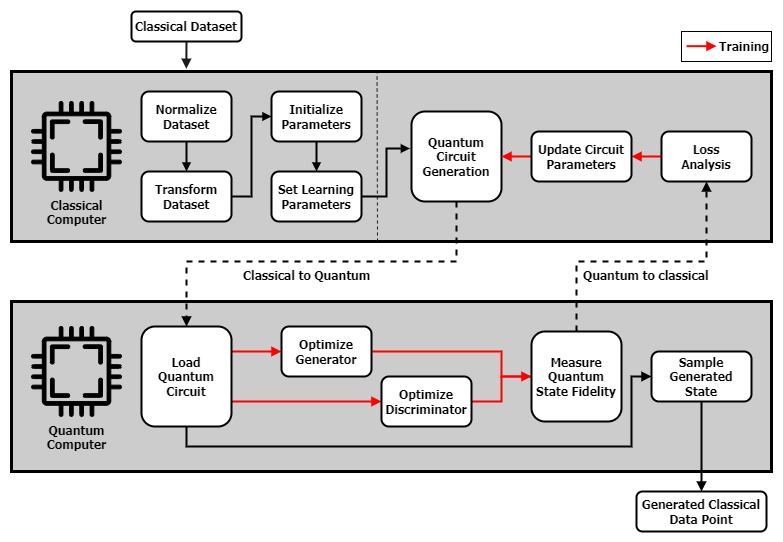 Classical Dataset
Training
Classical
Computer
Normalize
Dataset
Transform
Dataset
Initialize
Parameters
Set Learning
Parameters
Quantum
Circuit
Generation
Update Circuit
Parameters
Loss
Analysis
Classical to Quantum
Quantum to classical
Quantum
Computer
Load
Quantum
Circuit
Optimize
Generator
Optimize
Discriminator
Measure
Quantum
State Fidelity
Sample
Generated
State
Generated Classical
Data Point